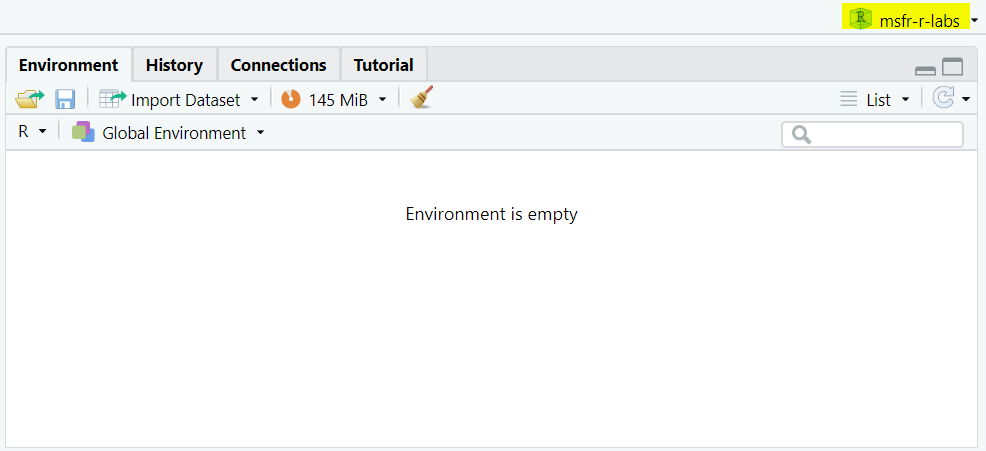 R msfr-r-labs
Environment History Connections Tutorial
Import Dataset 145 MiB List
R Global Environment
Environment is empty